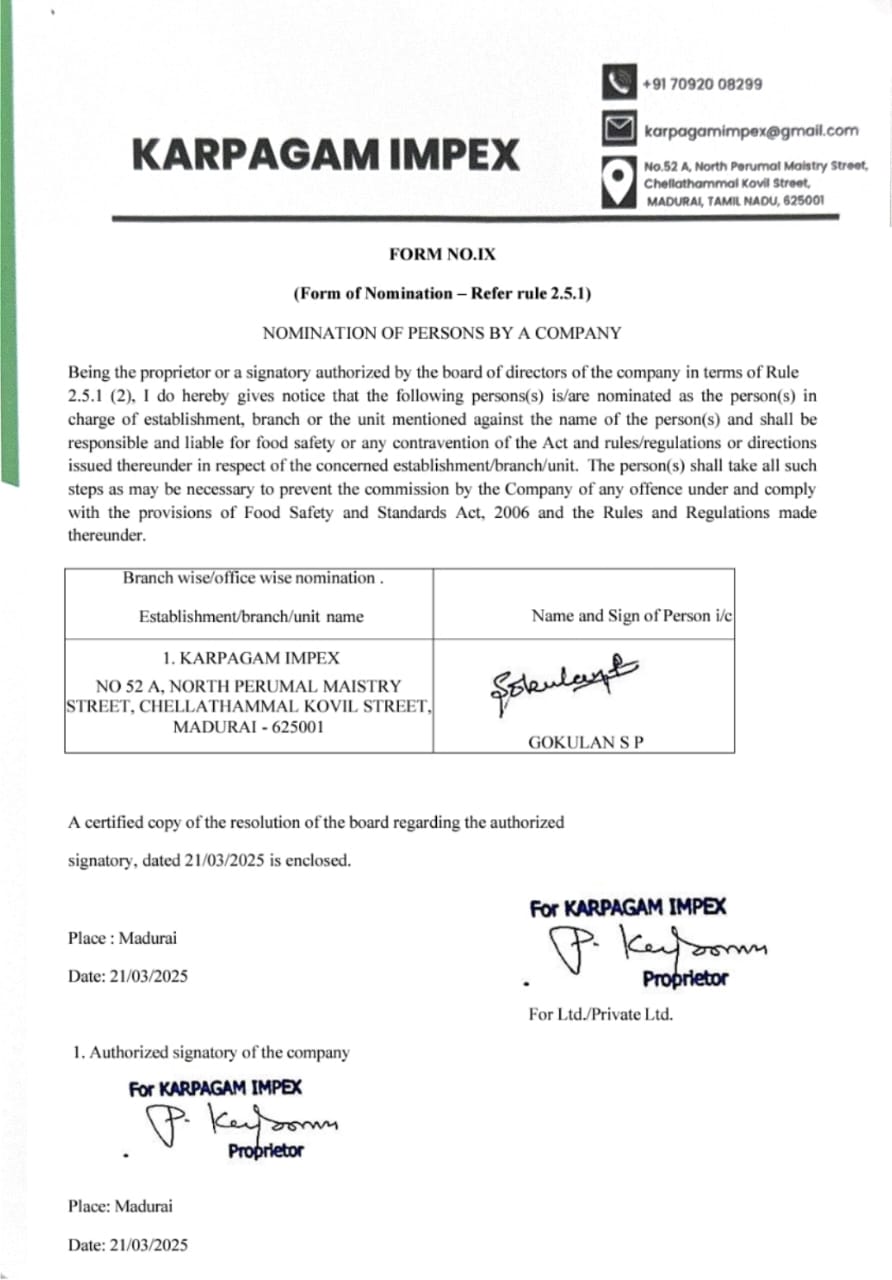 +91 70920 08299
karpagamimpex@gmail.com
KARPAGAM IMPEX
No.52 A, North Perumal Maistry Street,
Chellathammal Kovil Street,
MADURAI, TAMIL NADU, 625001
FORM NO.IX
(Form of Nomination – Refer rule 2.5.1)
NOMINATION OF PERSONS BY A COMPANY
Being the proprietor or a signatory authorized by the board of directors of the company in terms of Rule
2.5.1 (2), I do hereby gives notice that the following persons(s) is/are nominated as the person(s) in
charge of establishment, branch or the unit mentioned against the name of the person(s) and shall be
responsible and liable for food safety or any contravention of the Act and rules/regulations or directions
issued thereunder in respect of the concerned establishment/branch/unit. The person(s) shall take all such
steps as may be necessary to prevent the commission by the Company of any offence under and comply
with the provisions of Food Safety and Standards Act, 2006 and the Rules and Regulations made
thereunder.
Branch wise/office wise nomination .
Establishment/branch/unit name
Name and Sign of Person i/c
1. KARPAGAM IMPEX
NO 52 A, NORTH PERUMAL MAISTRY
STREET, CHELLATHAMMAL KOVIL STREET,
MADURAI - 625001
GOKULAN S P
A certified copy of the resolution of the board regarding the authorized
signatory, dated 21/03/2025 is enclosed.
For KARPAGAM IMPEX
P.
Proprietor
Place : Madurai
Date: 21/03/2025
For Ltd./Private Ltd.
1. Authorized signatory of the company
For KARPAGAM IMPEX
P.
Proprietor
Place: Madurai
Date: 21/03/2025